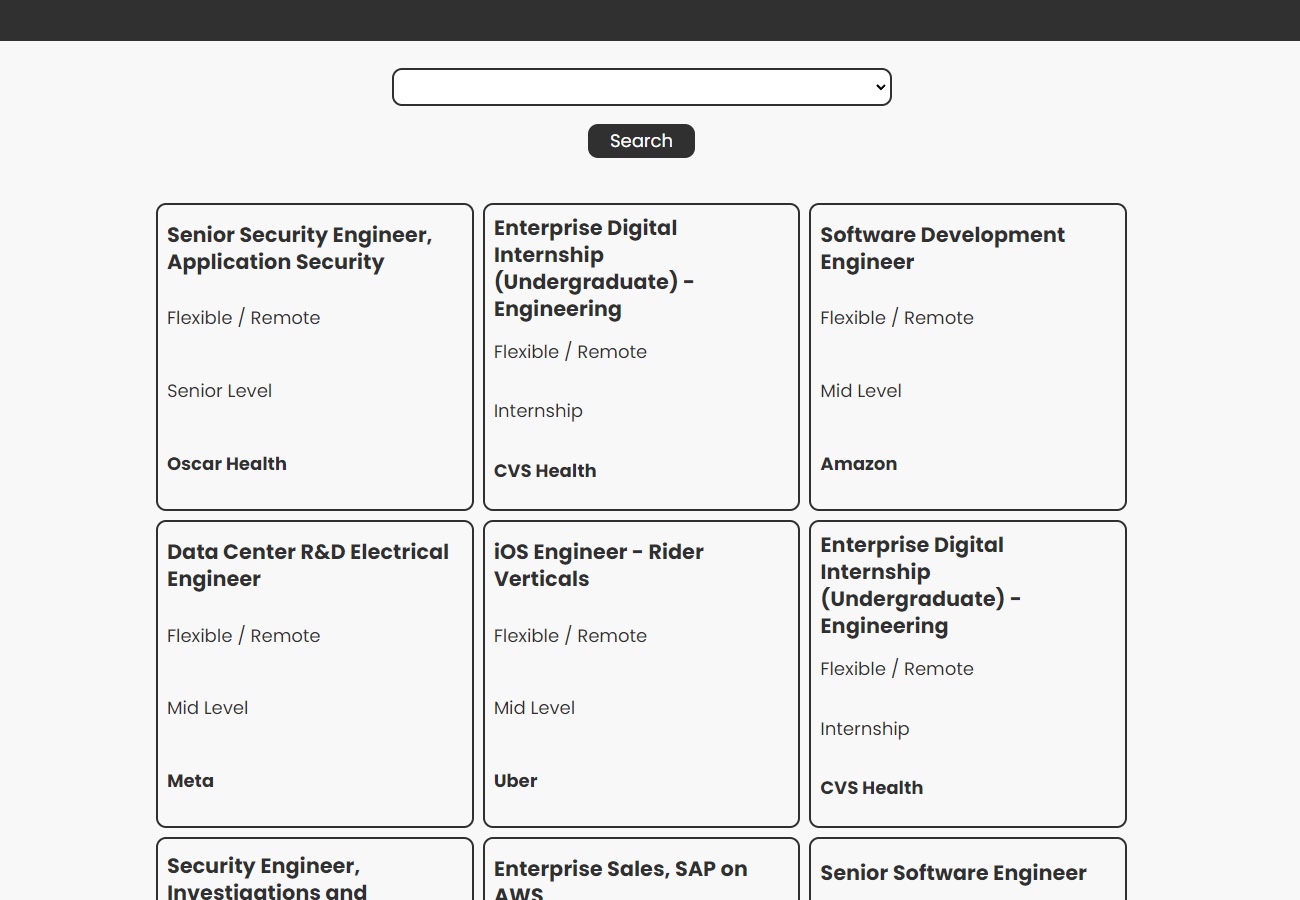 Search
Senior Security Engineer,
Application Security
Flexible / Remote
Senior Level
Oscar Health
Enterprise Digital
Internship
(Undergraduate) -
Engineering
Flexible / Remote
Internship
CVS Health
Software Development
Engineer
Flexible / Remote
Mid Level
Amazon
Data Center R&D Electrical
Engineer
Flexible / Remote
Mid Level
Meta
iOS Engineer - Rider
Verticals
Flexible / Remote
Mid Level
Uber
Enterprise Digital
Internship
(Undergraduate) -
Engineering
Flexible / Remote
Internship
CVS Health
Security Engineer,
Investigations and
Enterprise Sales, SAP on
AWS
Senior Software Engineer